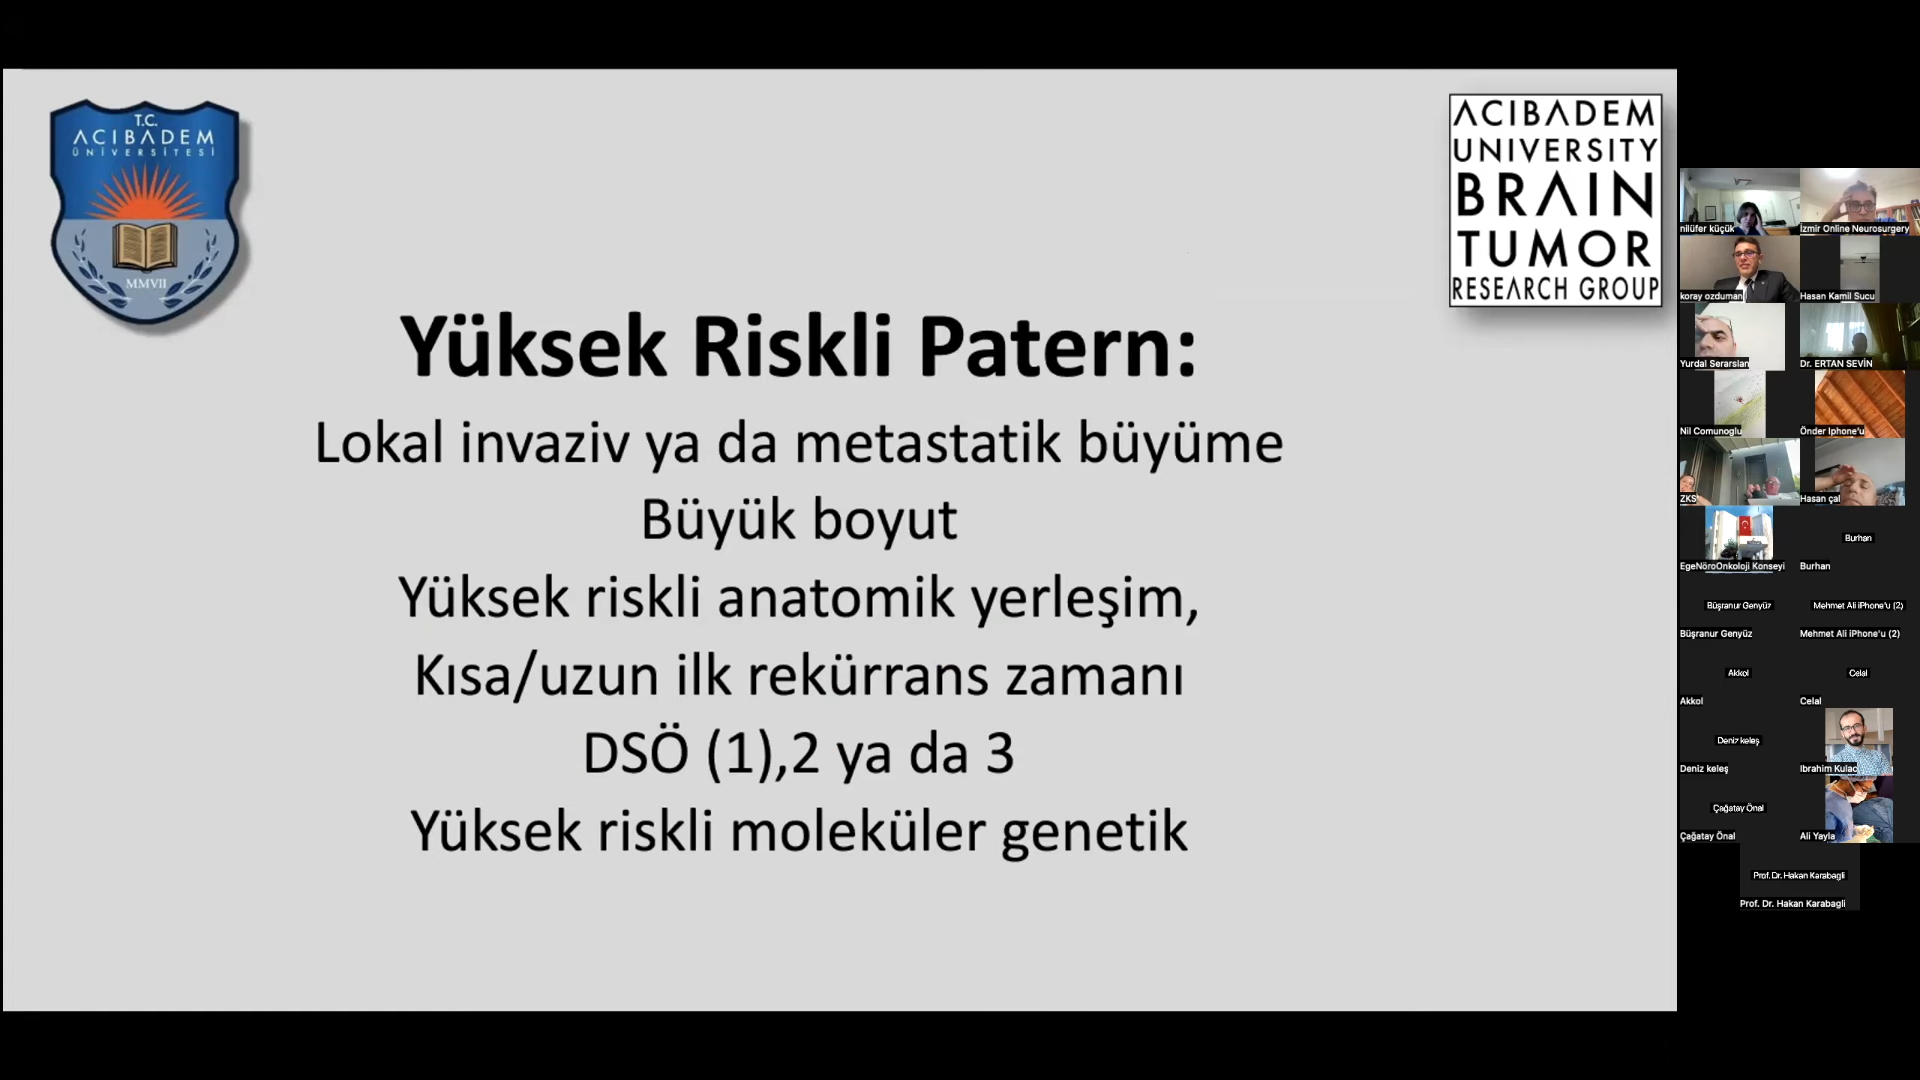 T.C.
ACIBADEM
ÜNİVERSİTESİ
MMVII
ACIBADEM
UNIVERSITY
BRAIN
TUMOR
RESEARCH GROUP
Yüksek Riskli Patern:
Lokal invaziv ya da metastatik büyüme
Büyük boyut
Yüksek riskli anatomik yerleşim,
Kısa/uzun ilk rekürrans zamanı
DSÖ (1),2 ya da 3
Yüksek riskli moleküler genetik
nilüfer küçük
İzmir Online Neurosurgery
koray ozduman
Hasan Kamil Sucu
Yurdal Serarslan
Dr. ERTAN SEVİN
Nil Comunoglu
Önder Iphone'u
ZKS
Hasan çal
EgeNöroOnkoloji Konseyi
Burhan
Burhan
Büşranur Genyüz
Mehmet Ali iPhone'u (2)
Büşranur Genyüz
Mehmet Ali iPhone'u (2)
Akkol
Celal
Akkol
Celal
Deniz keleş
Deniz keleş
Ibrahim Kulac
Çağatay Önal
Çağatay Önal
Ali Yayla
Prof. Dr. Hakan Karabagli
Prof. Dr. Hakan Karabagli